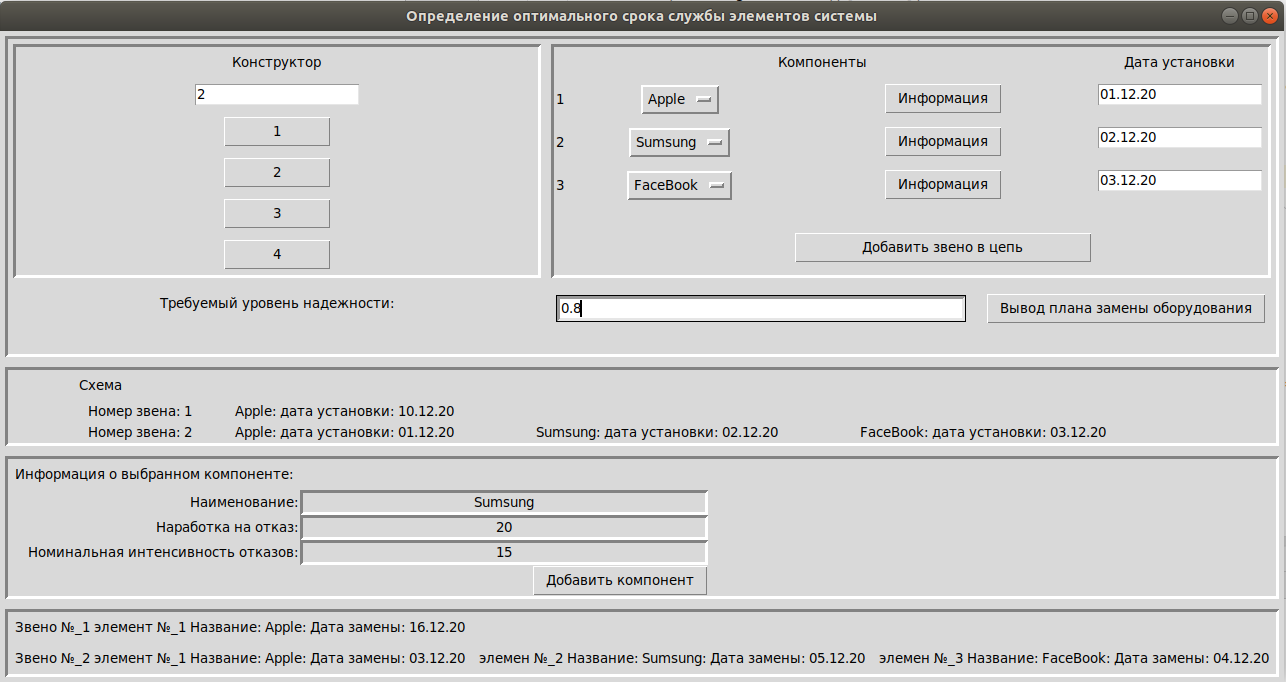 Определение оптимального срока службы элементов системы
Конструктор
2
1
2
3
4
Компоненты Дата установки
1 Apple Информация 01.12.20
2 Sumsung Информация 02.12.20
3 FaceBook Информация 03.12.20
Добавить звено в цепь
Требуемый уровень надежности: 0.8 Вывод плана замены оборудования
Схема
Номер звена: 1 Apple: дата установки: 10.12.20
Номер звена: 2 Apple: дата установки: 01.12.20 Sumsung: дата установки: 02.12.20 FaceBook: дата установки: 03.12.20
Информация о выбранном компоненте:
Наименование: Sumsung
Наработка на отказ: 20
Номинальная интенсивность отказов: 15
Добавить компонент
Звено №_1 элемент №_1 Название: Apple: Дата замены: 16.12.20
Звено №_2 элемент №_1 Название: Apple: Дата замены: 03.12.20 элемен №_2 Название: Sumsung: Дата замены: 05.12.20 элемен №_3 Название: FaceBook: Дата замены: 04.12.20